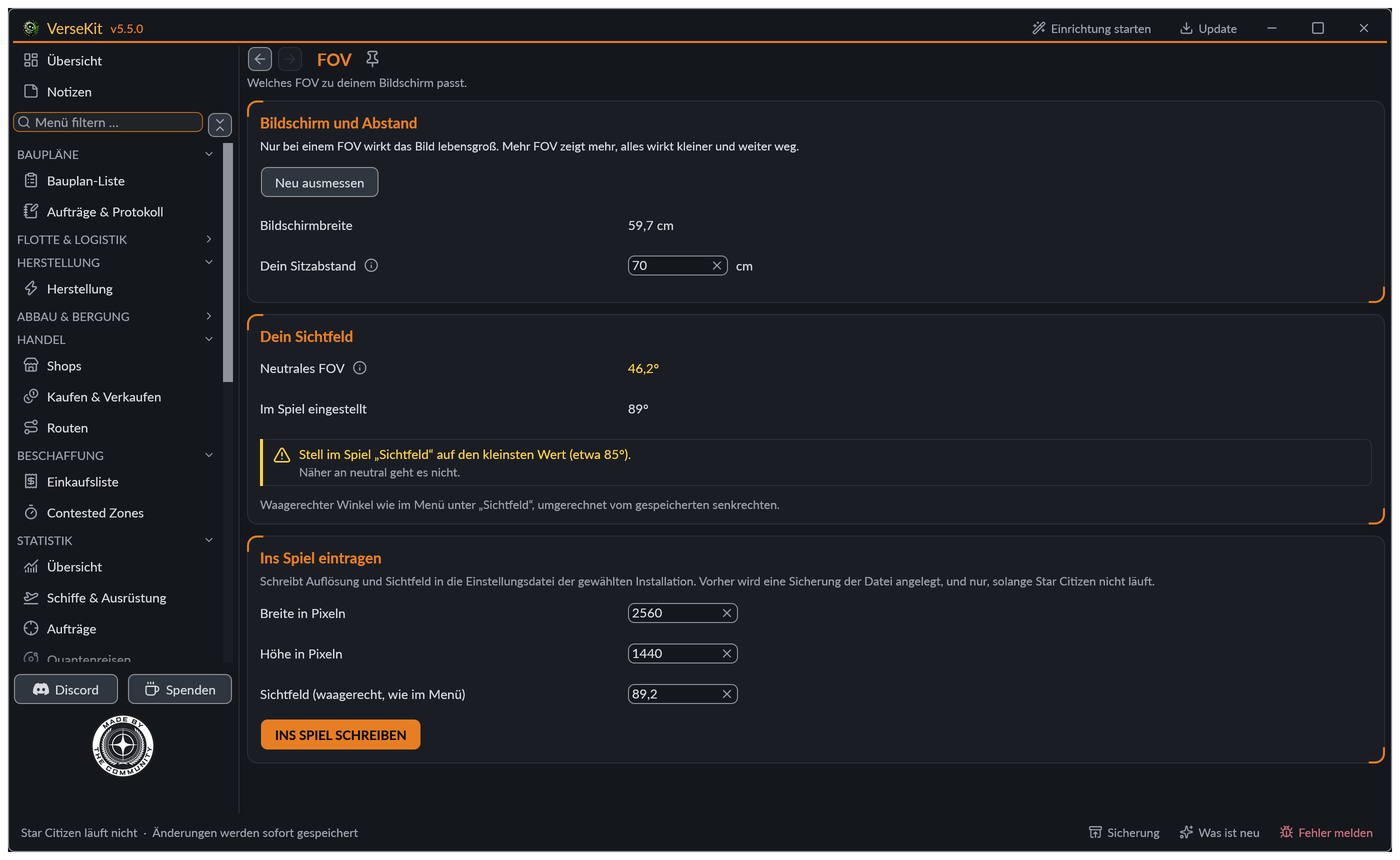 VerseKit v5.5.0
Einrichtung starten
Update
Übersicht
Notizen
Menü filtern ...
BAUPLÄNE
Bauplan-Liste
Aufträge & Protokoll
FLOTTE & LOGISTIK
HERSTELLUNG
Herstellung
ABBAU & BERGUNG
HANDEL
Shops
Kaufen & Verkaufen
Routen
BESCHAFFUNG
Einkaufsliste
Contested Zones
STATISTIK
Übersicht
Schiffe & Ausrüstung
Aufträge
Quantenreisen
Discord
Spenden
MADE BY
THE COMMUNITY
FOV
Welches FOV zu deinem Bildschirm passt.
Bildschirm und Abstand
Nur bei einem FOV wirkt das Bild lebensgroß. Mehr FOV zeigt mehr, alles wirkt kleiner und weiter weg.
Neu ausmessen
Bildschirmbreite 59,7 cm
Dein Sitzabstand 70 cm
Dein Sichtfeld
Neutrales FOV 46,2°
Im Spiel eingestellt 89°
Stell im Spiel „Sichtfeld“ auf den kleinsten Wert (etwa 85°).
Näher an neutral geht es nicht.
Waagerechter Winkel wie im Menü unter „Sichtfeld“, umgerechnet vom gespeicherten senkrechten.
Ins Spiel eintragen
Schreibt Auflösung und Sichtfeld in die Einstellungsdatei der gewählten Installation. Vorher wird eine Sicherung der Datei angelegt, und nur, solange Star Citizen nicht läuft.
Breite in Pixeln 2560
Höhe in Pixeln 1440
Sichtfeld (waagerecht, wie im Menü) 89,2
INS SPIEL SCHREIBEN
Star Citizen läuft nicht · Änderungen werden sofort gespeichert
Sicherung
Was ist neu
Fehler melden